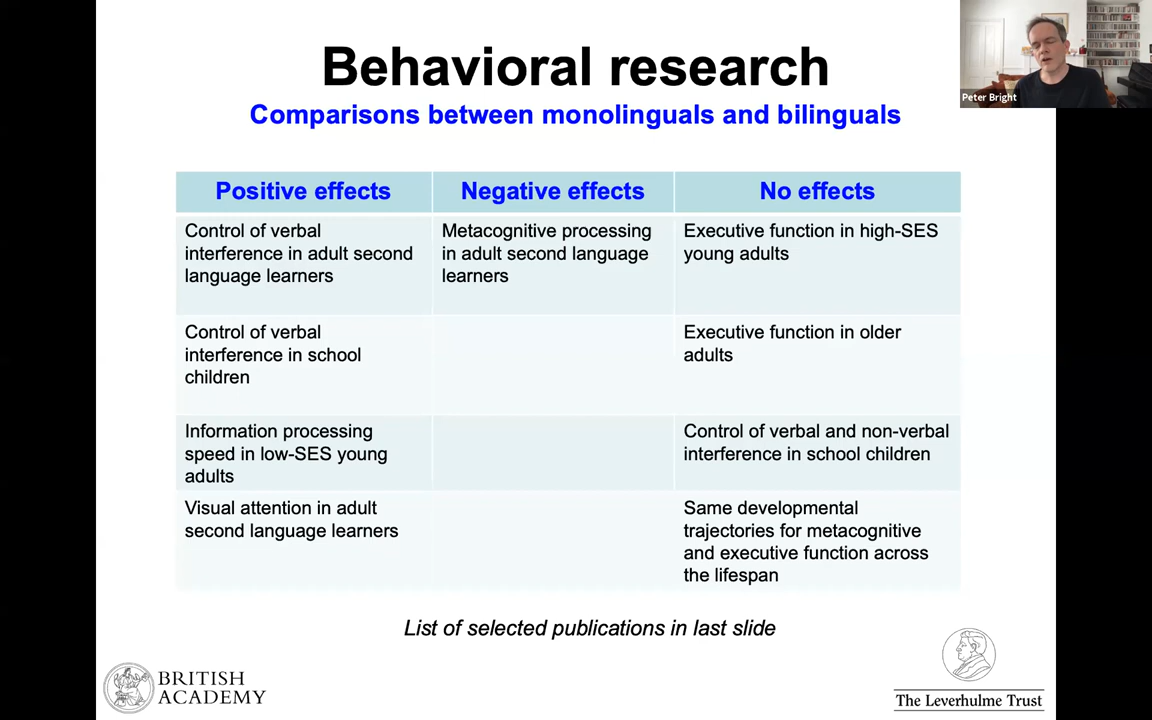 Behavioral research
Comparisons between monolinguals and bilinguals
Peter Bright
Positive effects
Negative effects
No effects
Control of verbal
interference in adult second
language learners
Metacognitive processing
in adult second language
learners
Executive function in high-SES
young adults
Control of verbal
interference in school
children
Executive function in older
adults
Information processing
speed in low-SES young
adults
Control of verbal and non-verbal
interference in school children
Visual attention in adult
second language learners
Same developmental
trajectories for metacognitive
and executive function across
the lifespan
List of selected publications in last slide
BRITISH
ACADEMY
The Leverhulme Trust